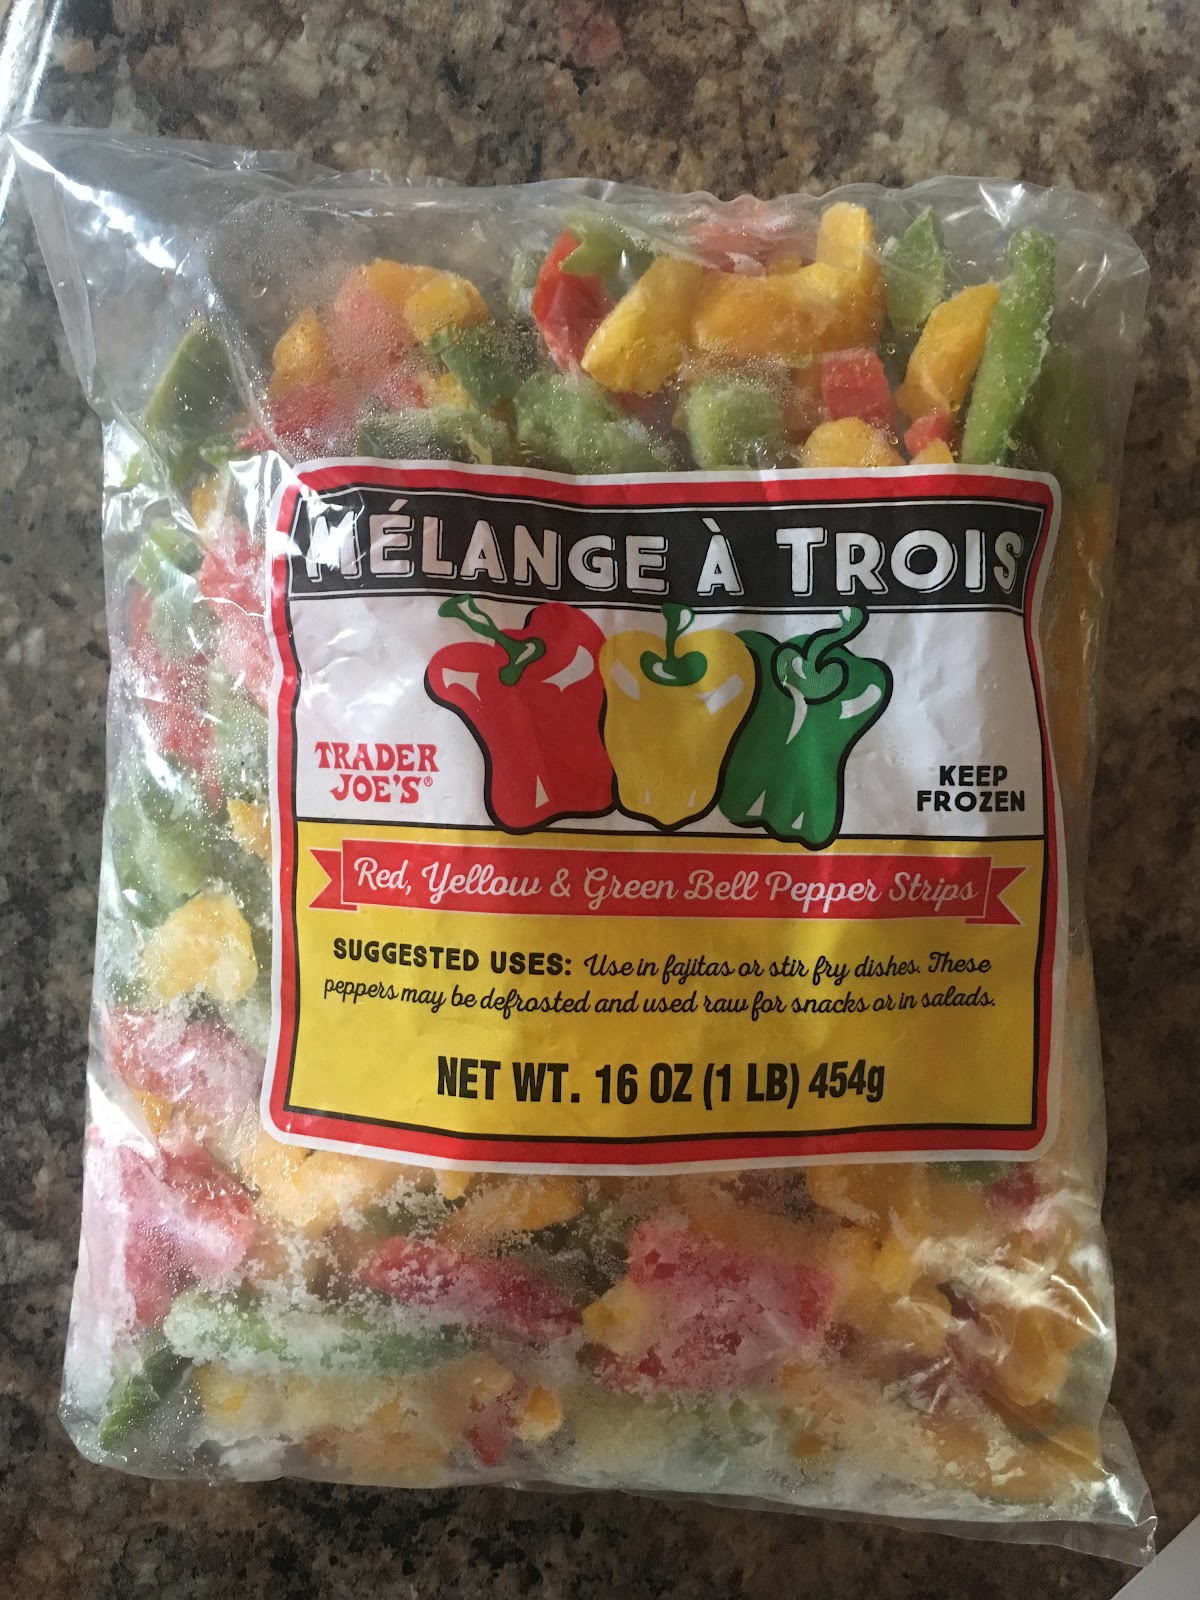 MÉLANGE À TROIS
TRADER
JOE'S®
KEEP
FROZEN
Red, Yellow & Green Bell Pepper Strips
SUGGESTED USES: Use in fajitas or stir fry dishes. These
peppers may be defrosted and used raw for snacks or in salads.
NET WT. 16 OZ (1 LB) 454g